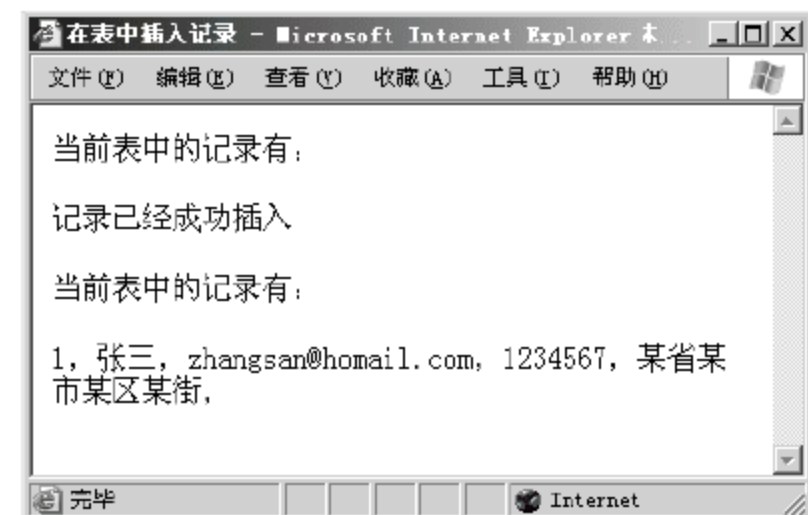 在表中插入记录 - Microsoft Internet Explorer 未...
文件(F) 编辑(E) 查看(V) 收藏(A) 工具(T) 帮助(H)
当前表中的记录有：
记录已经成功插入
当前表中的记录有：
1, 张三, zhangsan@homail.com, 1234567, 某省某
市某区某街,
完毕
Internet